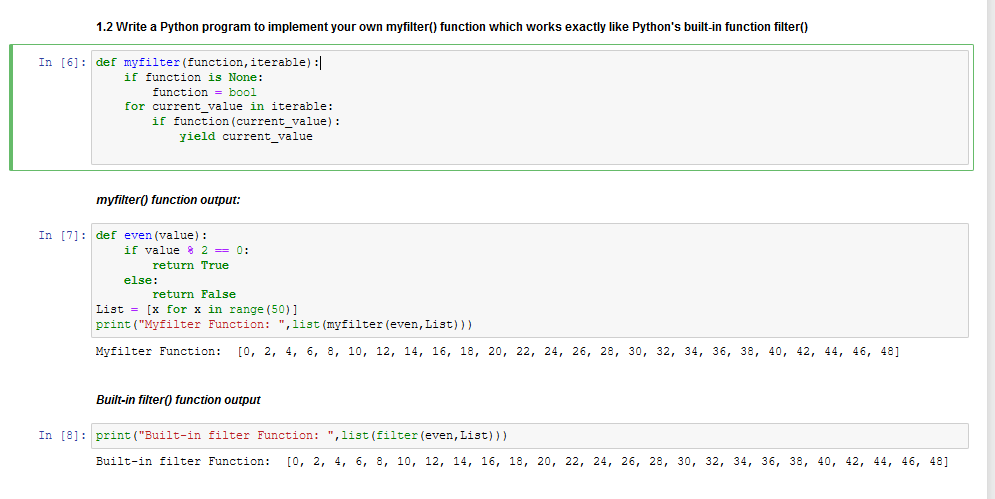 1.2 Write a Python program to implement your own myfilter() function which works exactly like Python's built-in function filter()
In [6]: def myfilter(function,iterable):
    if function is None:
        function = bool
    for current_value in iterable:
        if function(current_value):
            yield current_value
myfilter() function output:
In [7]: def even(value):
    if value % 2 == 0:
        return True
    else:
        return False
List = [x for x in range(50)]
print("Myfilter Function: ",list(myfilter(even,List)))
Myfilter Function:  [0, 2, 4, 6, 8, 10, 12, 14, 16, 18, 20, 22, 24, 26, 28, 30, 32, 34, 36, 38, 40, 42, 44, 46, 48]
Built-in filter() function output
In [8]: print("Built-in filter Function: ",list(filter(even,List)))
Built-in filter Function:  [0, 2, 4, 6, 8, 10, 12, 14, 16, 18, 20, 22, 24, 26, 28, 30, 32, 34, 36, 38, 40, 42, 44, 46, 48]